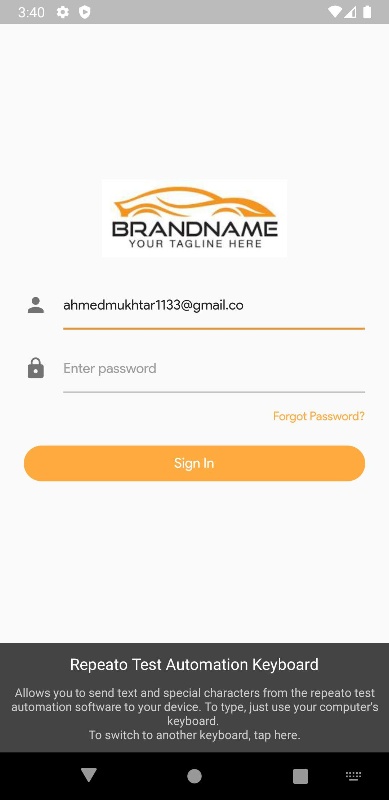 3:40
BRANDNAME
YOUR TAGLINE HERE
ahmedmukhtar1133@gmail.co
Enter password
Forgot Password?
Sign In
Repeato Test Automation Keyboard
Allows you to send text and special characters from the repeato test
automation software to your device. To type, just use your computer's
keyboard.
To switch to another keyboard, tap here.